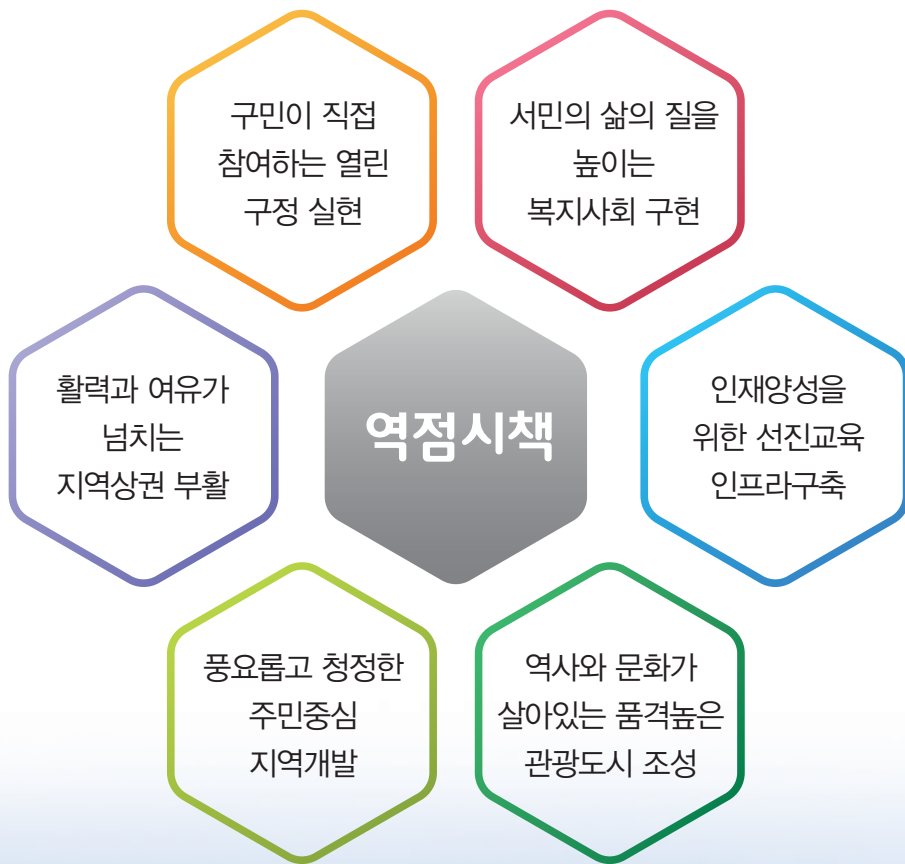 구민이 직접
참여하는 열린
구정 실현
서민의 삶의 질을
높이는
복지사회 구현
활력과 여유가
넘치는
지역상권 부활
역점시책
인재양성을
위한 선진교육
인프라구축
풍요롭고 청정한
주민중심
지역개발
역사와 문화가
살아있는 품격높은
관광도시 조성